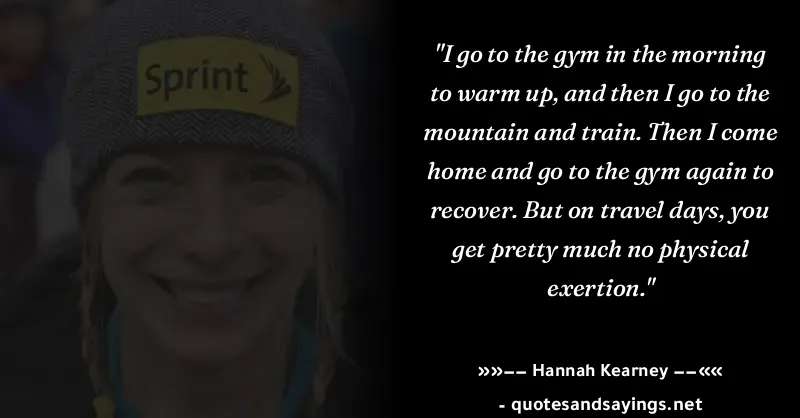 Sprint
"I go to the gym in the morning
to warm up, and then I go to the
mountain and train. Then I come
home and go to the gym again to
recover. But on travel days, you
get pretty much no physical
exertion."
»»−− Hannah Kearney −−««
- quotesandsayings.net